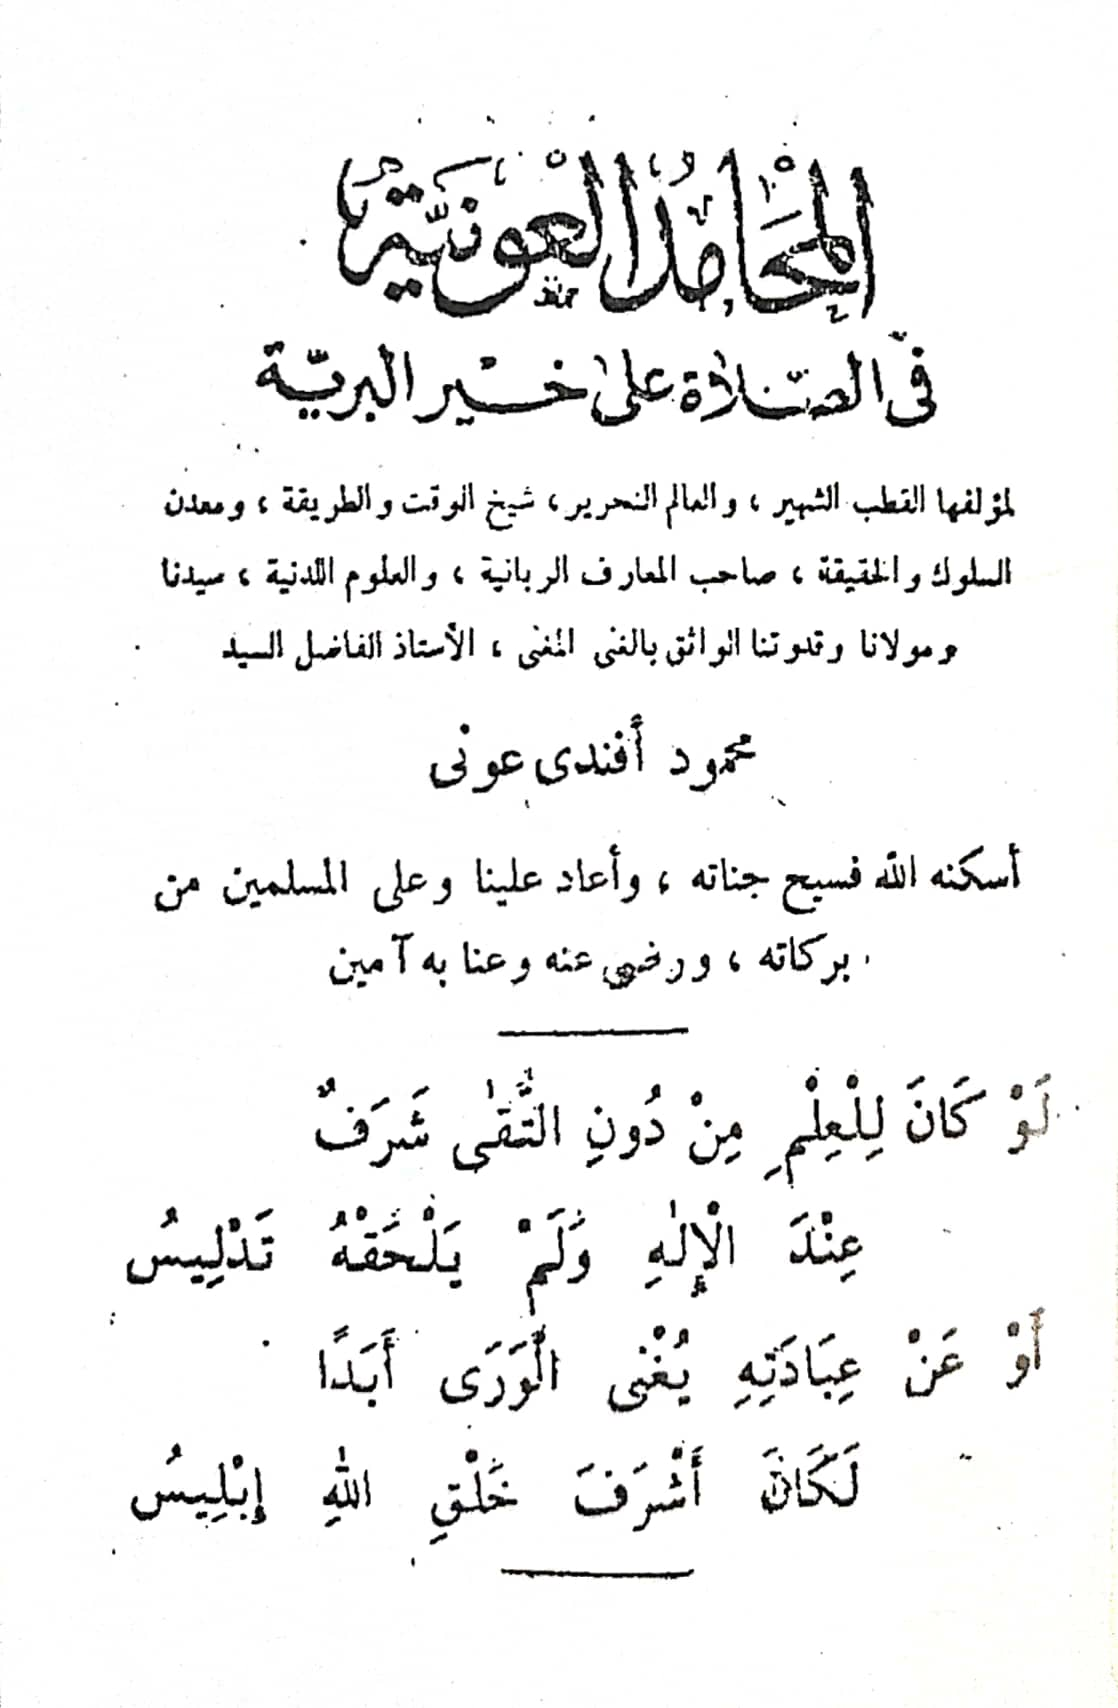 المحامد العونية
فى الصلاة على خير البرية
لمؤلفها القطب الشهير ، والعالم النحرير ، شيخ الوقت والطريقة ، ومعدن
السلوك والحقيقة ، صاحب المعارف الربانية ، والعلوم اللدنية ، سيدنا
ومولانا وقدوتنا الواثق بالغنى المغنى ، الأستاذ الفاضل السيد
محمود أفندى عونى
أسكنه الله فسيح جناته ، وأعاد علينا وعلى المسلمين من
بركاته ، ورضى عنه وعنا به آمين
لَوْ كَانَ لِلْعِلْمِ مِنْ دُونِ التُّقَى شَرَفٌ
عِنْدَ الْإِلٰهِ وَلَمْ يَلْحَقْهُ تَدْلِيسُ
أَوْ عَنْ عِبَادَتِهِ يُغْنِى الْوَرَى أَبَدًا
لَكَانَ أَشْرَفَ خَلْقِ اللهِ إِبْلِيسُ